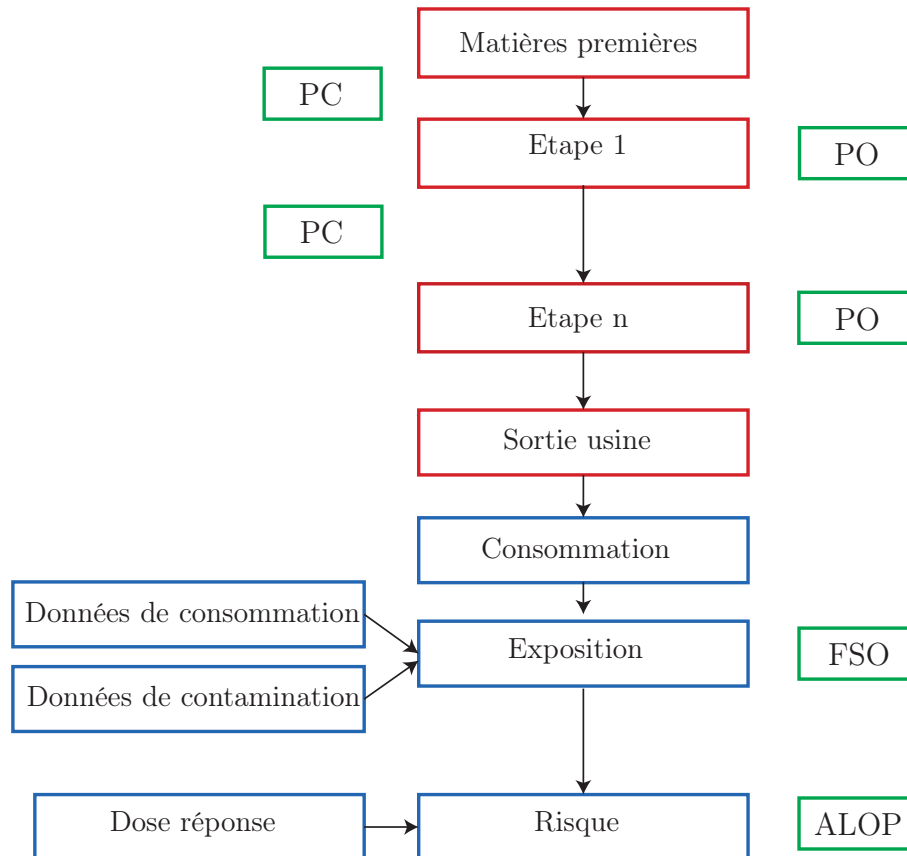 Matières premières
PC
Etape 1
PO
PC
Etape n
PO
Sortie usine
Consommation
Données de consommation
Exposition
FSO
Données de contamination
Dose réponse
Risque
ALOP